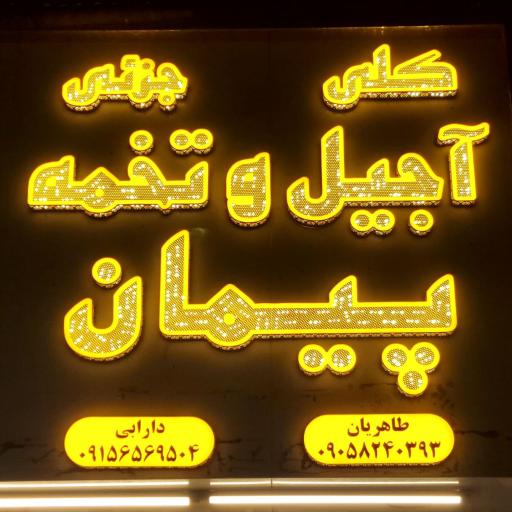 کلی جزئی
آجیل و تخمه
پیمان
طاهریان
۰۹۰۵۸۲۴۰۳۹۳
دارابی
۰۹۱۵۶۵۶۹۵۰۴